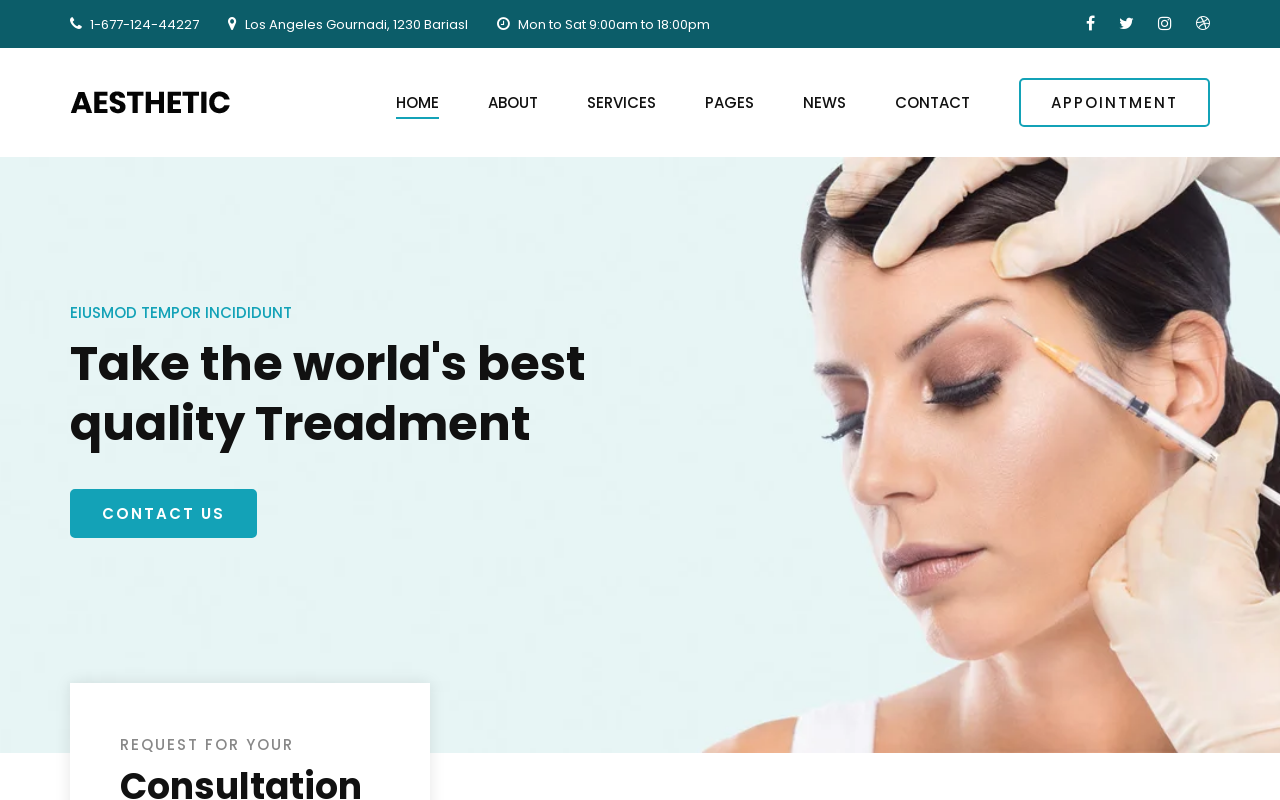 1-677-124-44227
Los Angeles Gournadi, 1230 Bariasl
Mon to Sat 9:00am to 18:00pm
AESTHETIC
HOME
ABOUT
SERVICES
PAGES
NEWS
CONTACT
APPOINTMENT
EIUSMOD TEMPOR INCIDIDUNT
Take the world's best
quality Treadment
CONTACT US
REQUEST FOR YOUR
Consultation